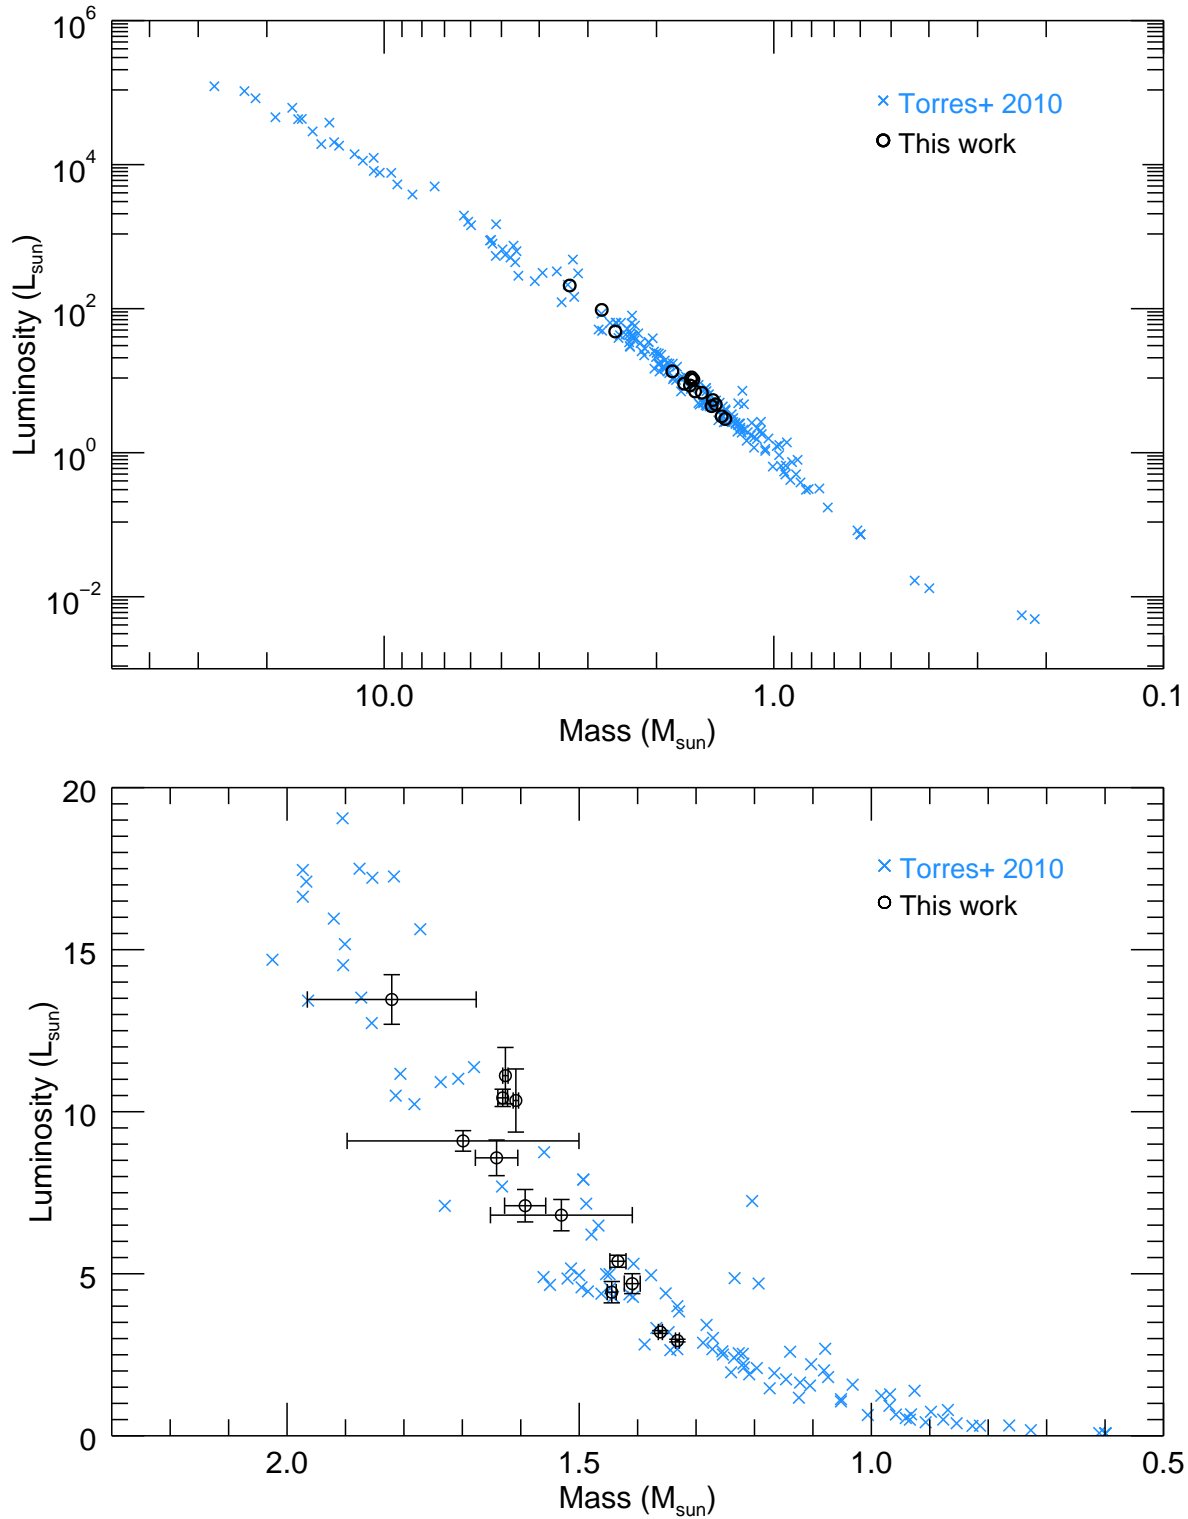 10^6
10^4
10^2
10^0
10^−2
Luminosity (L_sun)
Torres+ 2010
This work
10.0 1.0 0.1
Mass (M_sun)
20
15
10
5
0
Luminosity (L_sun)
Torres+ 2010
This work
2.0 1.5 1.0 0.5
Mass (M_sun)